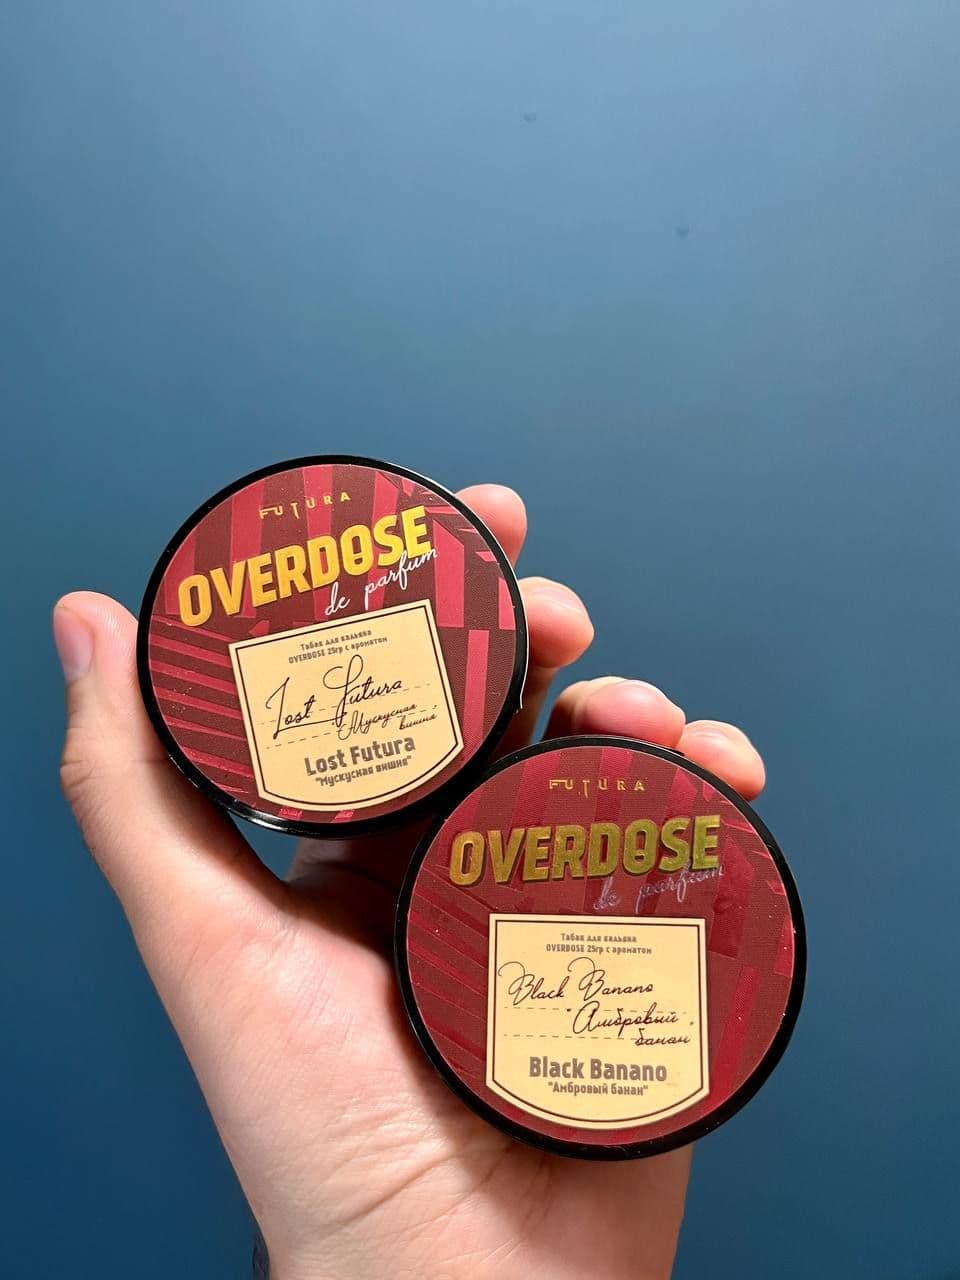 FUTURA
OVERDOSE
de parfum
Табак для кальяна
OVERDOSE 25гр с ароматом
Lost Futura
"Мускусная
вишня"
Lost Futura
"Мускусная вишня"
FUTURA
OVERDOSE
de parfum
Табак для кальяна
OVERDOSE 25гр с ароматом
Black Banano
"Амбровый
банан"
Black Banano
"Амбровый банан"